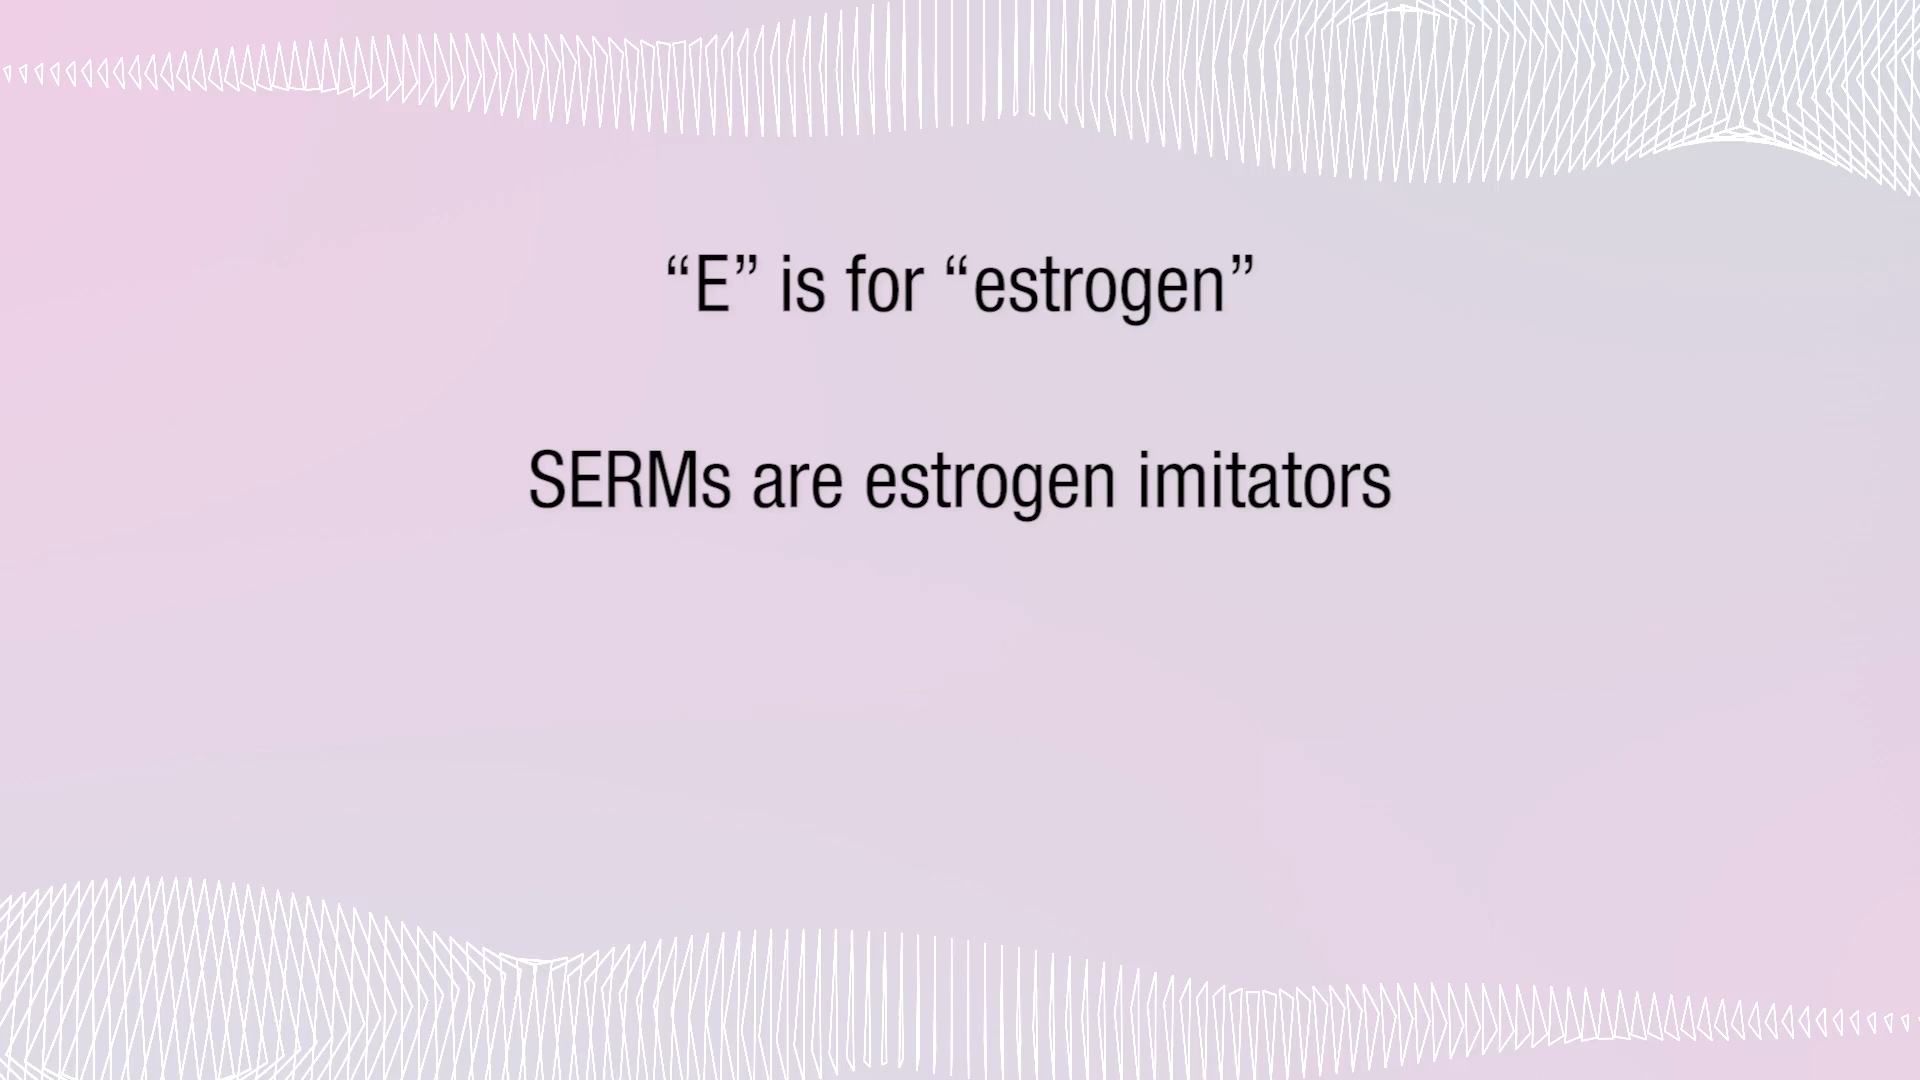 “E” is for “estrogen”
SERMs are estrogen imitators